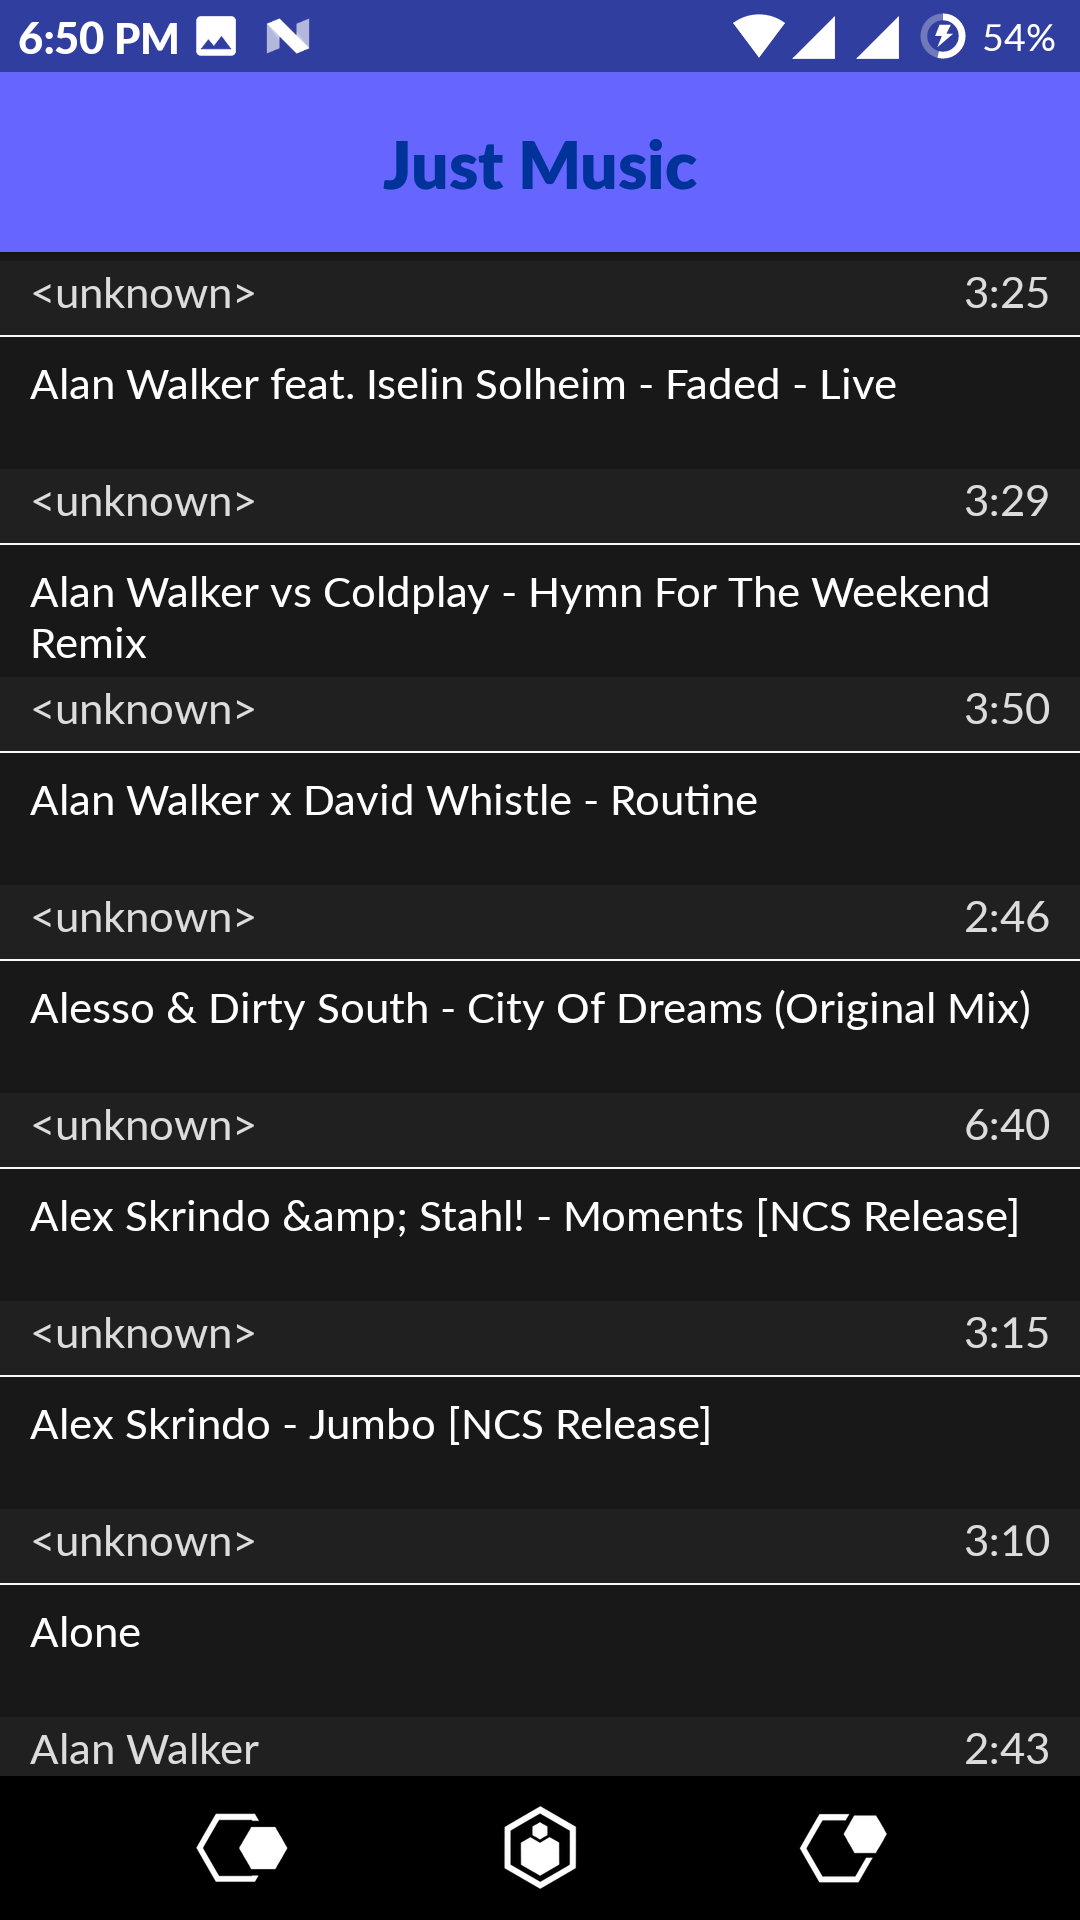 6:50 PM 54%
Just Music
<unknown> 3:25
Alan Walker feat. Iselin Solheim - Faded - Live
<unknown> 3:29
Alan Walker vs Coldplay - Hymn For The Weekend
Remix
<unknown> 3:50
Alan Walker x David Whistle - Routine
<unknown> 2:46
Alesso & Dirty South - City Of Dreams (Original Mix)
<unknown> 6:40
Alex Skrindo &amp; Stahl! - Moments [NCS Release]
<unknown> 3:15
Alex Skrindo - Jumbo [NCS Release]
<unknown> 3:10
Alone
Alan Walker 2:43